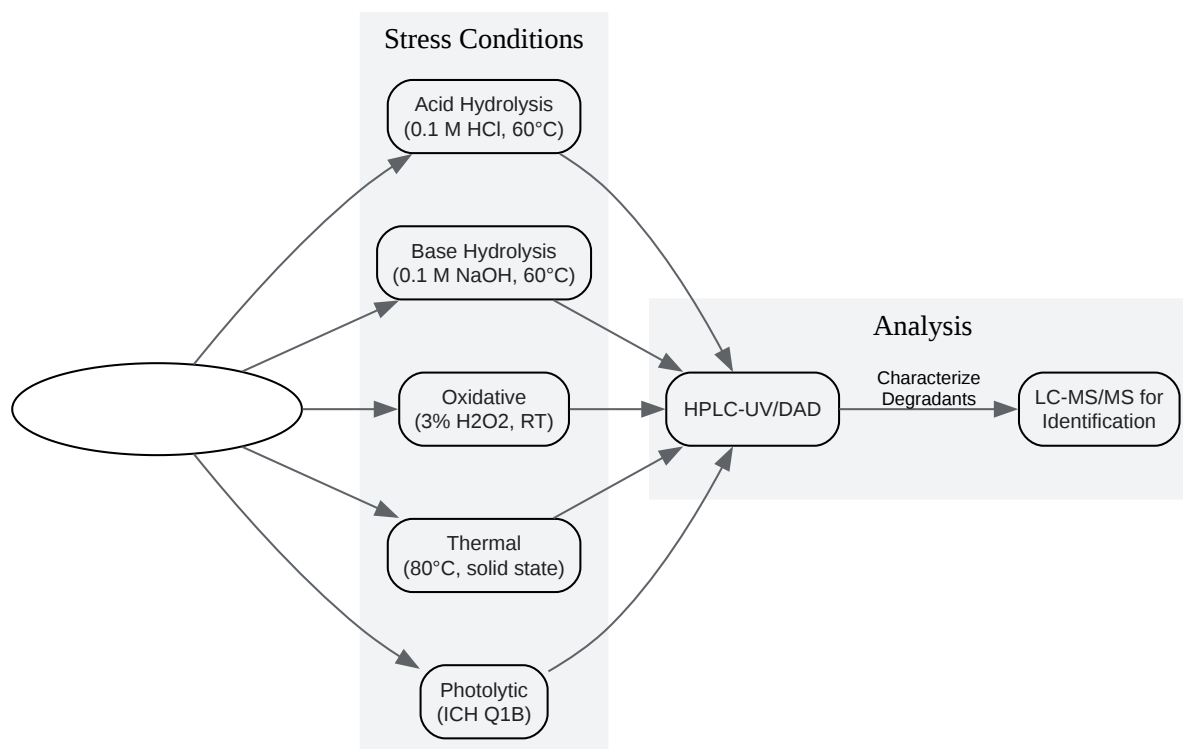 Stress Conditions
Acid Hydrolysis
(0.1 M HCl, 60°C)
Base Hydrolysis
(0.1 M NaOH, 60°C)
Oxidative
(3% H2O2, RT)
Thermal
(80°C, solid state)
Photolytic
(ICH Q1B)
Analysis
HPLC-UV/DAD
Characterize
Degradants
LC-MS/MS for
Identification